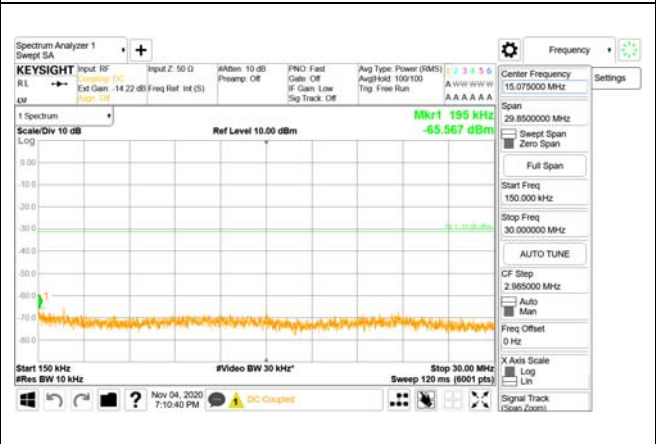 Spectrum Analyzer 1
Swept SA
+
Frequency
KEYSIGHT
RL
Input: RF
Coupling: DC
Ext Gain: -14.22 dB
Align: Off
Input Z: 50 Ω
Freq Ref: Int (S)
#Atten: 10 dB
Preamp: Off
PNO: Fast
Gate: Off
IF Gain: Low
Sig Track: Off
Avg Type: Power (RMS)
Avg|Hold: 100/100
Trig: Free Run
1 2 3 4 5 6
A W W W W W
A A A A A A
Center Frequency
15.075000 MHz
Settings
Span
29.8500000 MHz
Swept Span
Zero Span
Full Span
Start Freq
150.000 kHz
Stop Freq
30.000000 MHz
AUTO TUNE
CF Step
2.985000 MHz
Auto
Man
Freq Offset
0 Hz
X Axis Scale
Log
Lin
Signal Track
(Span Zoom)
1 Spectrum
Scale/Div 10 dB
Log
Ref Level 10.00 dBm
Mkr1 195 kHz
-65.567 dBm
0.00
-10.0
-20.0
-30.0
-40.0
-50.0
-60.0
-70.0
-80.0
1
Start 150 kHz
#Res BW 10 kHz
#Video BW 30 kHz*
Stop 30.00 MHz
Sweep 120 ms (6001 pts)
?
Nov 04, 2020
7:10:40 PM
1
DC Coupled